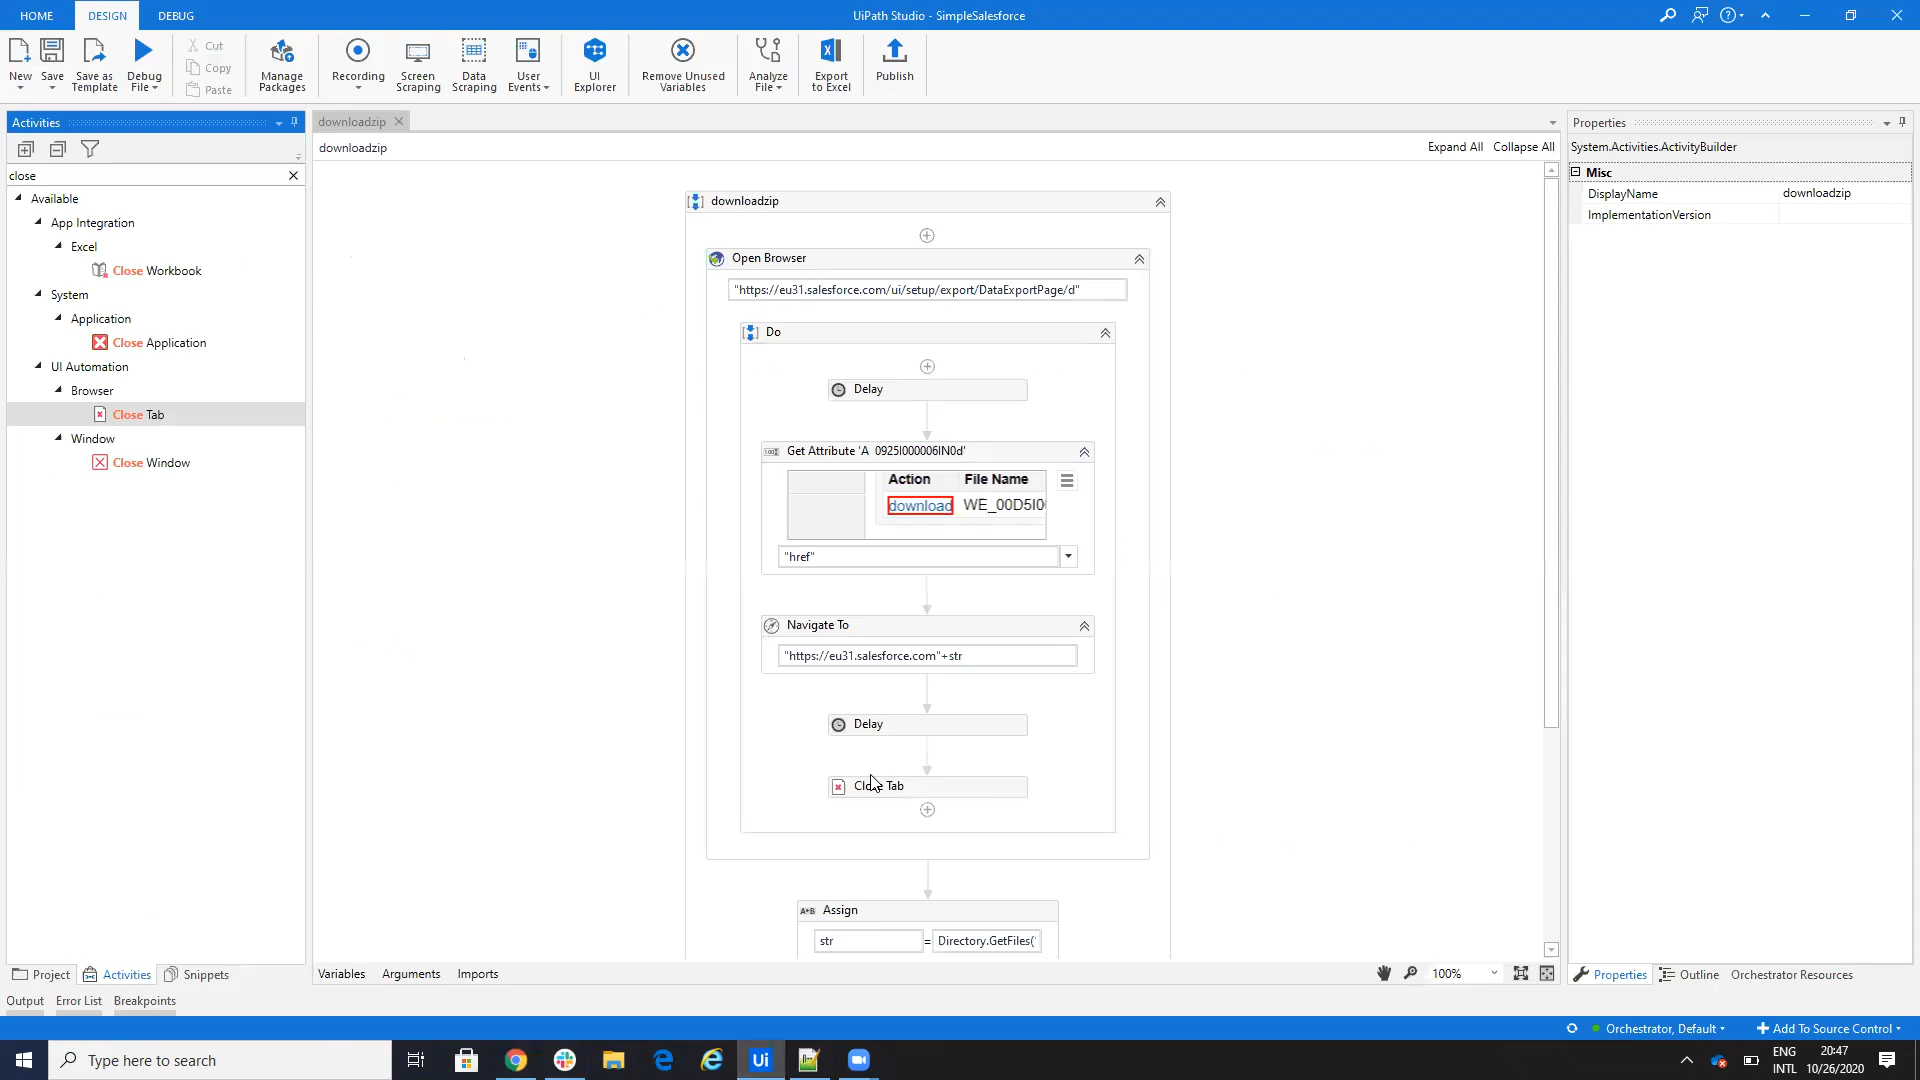 HOME DESIGN DEBUG UiPath Studio - SimpleSalesforce
New Save Save as Template Debug File Cut Copy Paste Manage Packages Recording Screen Scraping Data Scraping User Events UI Explorer Remove Unused Variables Analyze File Export to Excel Publish
Activities
close
Available
App Integration
Excel
Close Workbook
System
Application
Close Application
UI Automation
Browser
Close Tab
Window
Close Window
downloadzip
downloadzip Expand All Collapse All
downloadzip
Open Browser
"https://eu31.salesforce.com/ui/setup/export/DataExportPage/d"
Do
Delay
Get Attribute 'A 0925I000006IN0d'
Action File Name
download WE_00D5I0
"href"
Navigate To
"https://eu31.salesforce.com"+str
Delay
Close Tab
A+B Assign
str = Directory.GetFiles('
Variables Arguments Imports 100%
Properties
System.Activities.ActivityBuilder
Misc
DisplayName downloadzip
ImplementationVersion
Project Activities Snippets
Properties Outline Orchestrator Resources
Output Error List Breakpoints
Orchestrator, Default Add To Source Control
Type here to search
Ui
ENG 20:47
INTL 10/26/2020